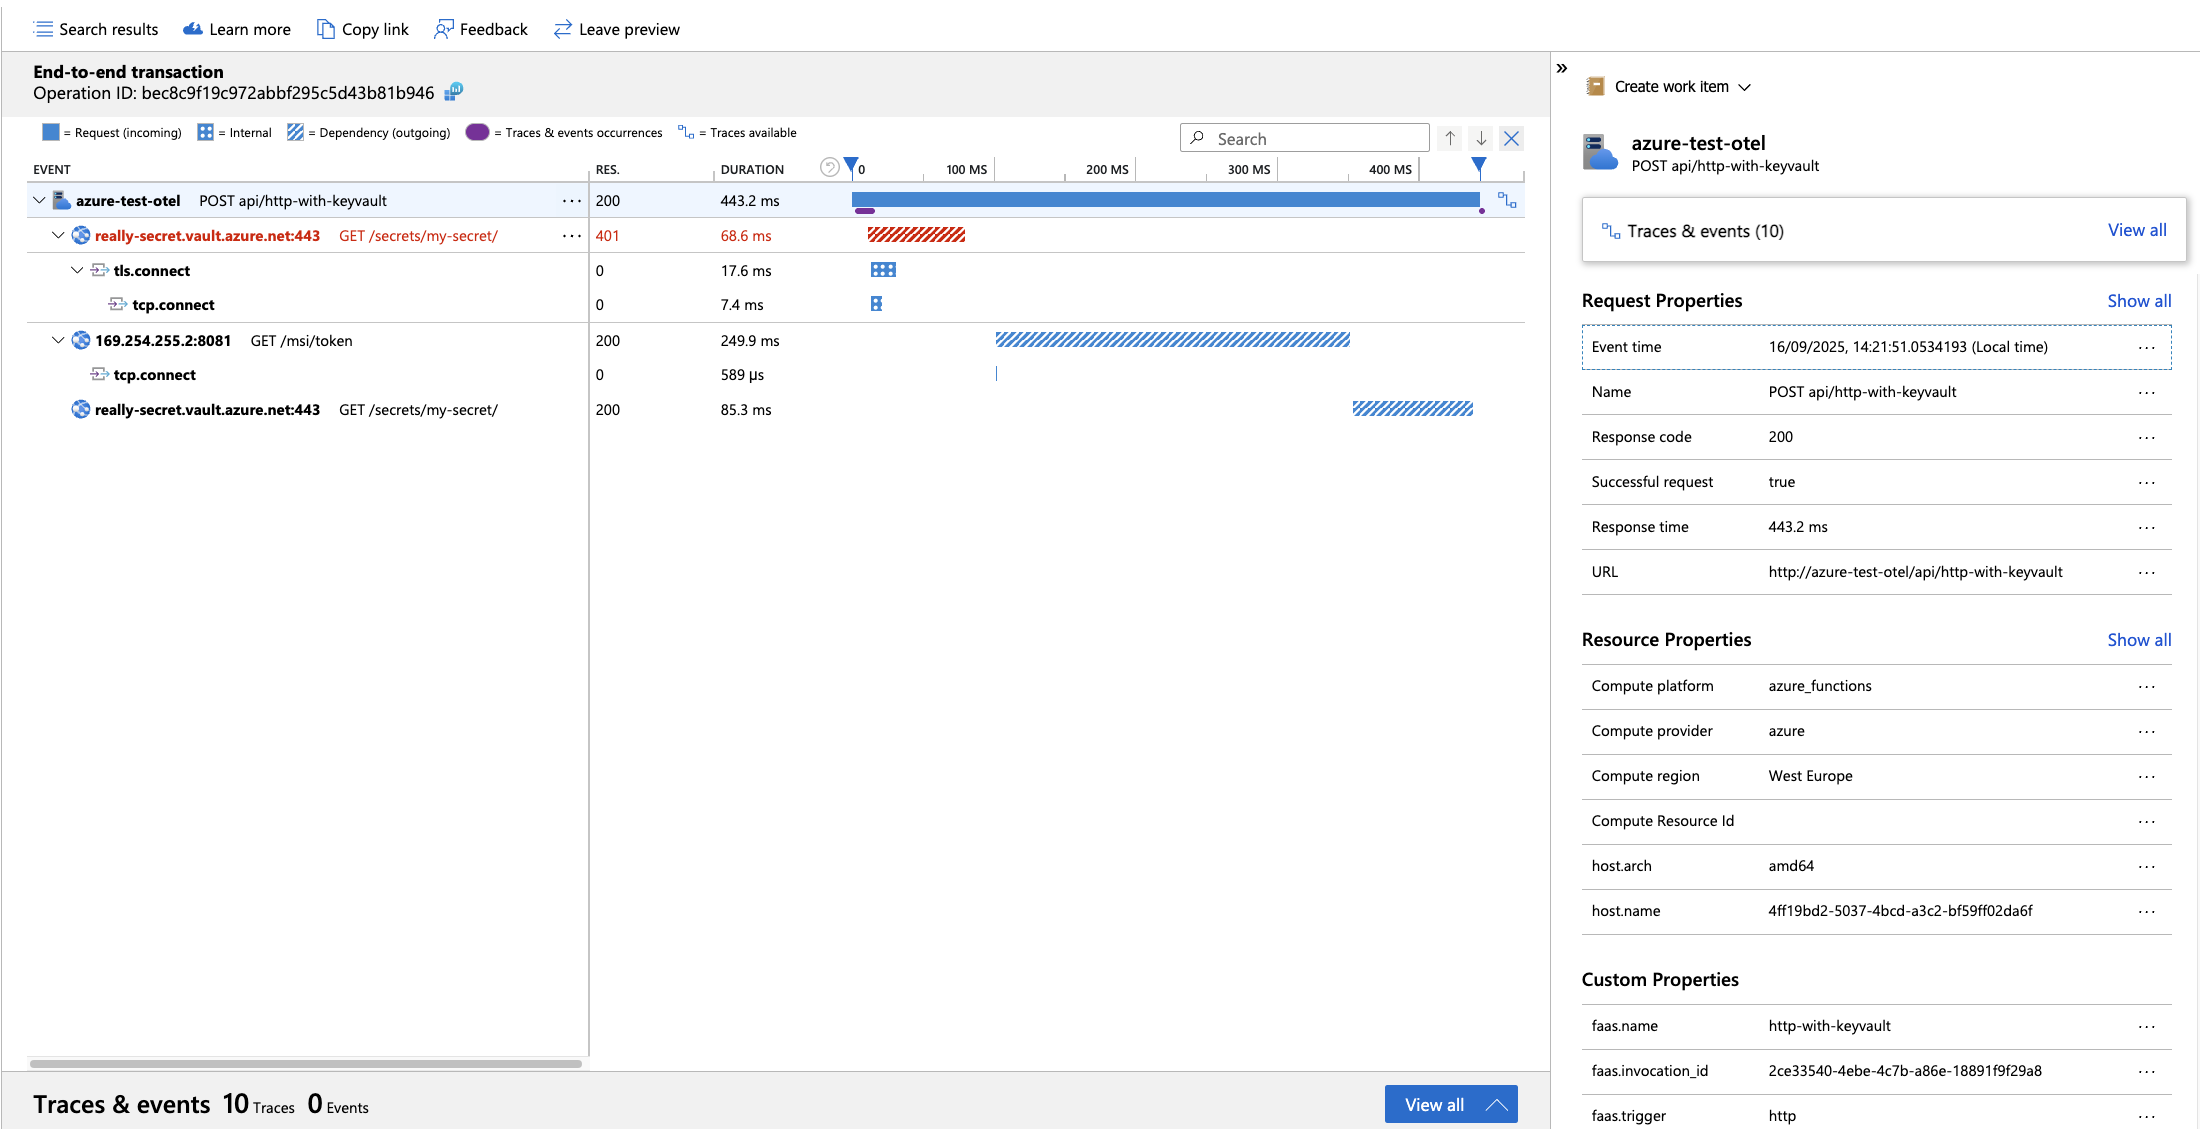 Search results Learn more Copy link Feedback Leave preview
End-to-end transaction
Operation ID: bec8c9f19c972abbf295c5d43b81b946
= Request (incoming) = Internal = Dependency (outgoing) = Traces & events occurrences = Traces available
Search
EVENT RES. DURATION 0 100 MS 200 MS 300 MS 400 MS
azure-test-otel POST api/http-with-keyvault ... 200 443.2 ms
really-secret.vault.azure.net:443 GET /secrets/my-secret/ ... 401 68.6 ms
tls.connect 0 17.6 ms
tcp.connect 0 7.4 ms
169.254.255.2:8081 GET /msi/token 200 249.9 ms
tcp.connect 0 589 µs
really-secret.vault.azure.net:443 GET /secrets/my-secret/ 200 85.3 ms
Traces & events 10 Traces 0 Events
View all
»
Create work item
azure-test-otel
POST api/http-with-keyvault
Traces & events (10) View all
Request Properties Show all
Event time 16/09/2025, 14:21:51.0534193 (Local time) ...
Name POST api/http-with-keyvault ...
Response code 200 ...
Successful request true ...
Response time 443.2 ms ...
URL http://azure-test-otel/api/http-with-keyvault ...
Resource Properties Show all
Compute platform azure_functions ...
Compute provider azure ...
Compute region West Europe ...
Compute Resource Id ...
host.arch amd64 ...
host.name 4ff19bd2-5037-4bcd-a3c2-bf59ff02da6f ...
Custom Properties
faas.name http-with-keyvault ...
faas.invocation_id 2ce33540-4ebe-4c7b-a86e-18891f9f29a8 ...
faas.trigger http ...